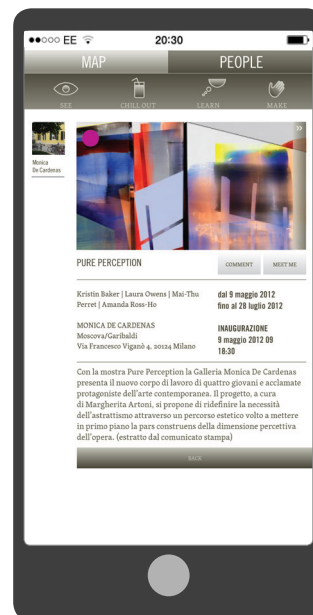 EE 20:30
MAP PEOPLE
SEE CHILL OUT LEARN MAKE
Monica
De Cardenas
»
PURE PERCEPTION
COMMENT MEET ME
Kristin Baker | Laura Owens | Mai-Thu
Perret | Amanda Ross-Ho
dal 9 maggio 2012
fino al 28 luglio 2012
MONICA DE CARDENAS
Moscova/Garibaldi
Via Francesco Viganò 4, 20124 Milano
INAUGURAZIONE
9 maggio 2012 09
18:30
Con la mostra Pure Perception la Galleria Monica De Cardenas
presenta il nuovo corpo di lavoro di quattro giovani e acclamate
protagoniste dell'arte contemporanea. Il progetto, a cura
di Margherita Artoni, si propone di ridefinire la necessità
dell'astrattismo attraverso un percorso estetico volto a mettere
in primo piano la pars construens della dimensione percettiva
dell'opera. (estratto dal comunicato stampa)
BACK